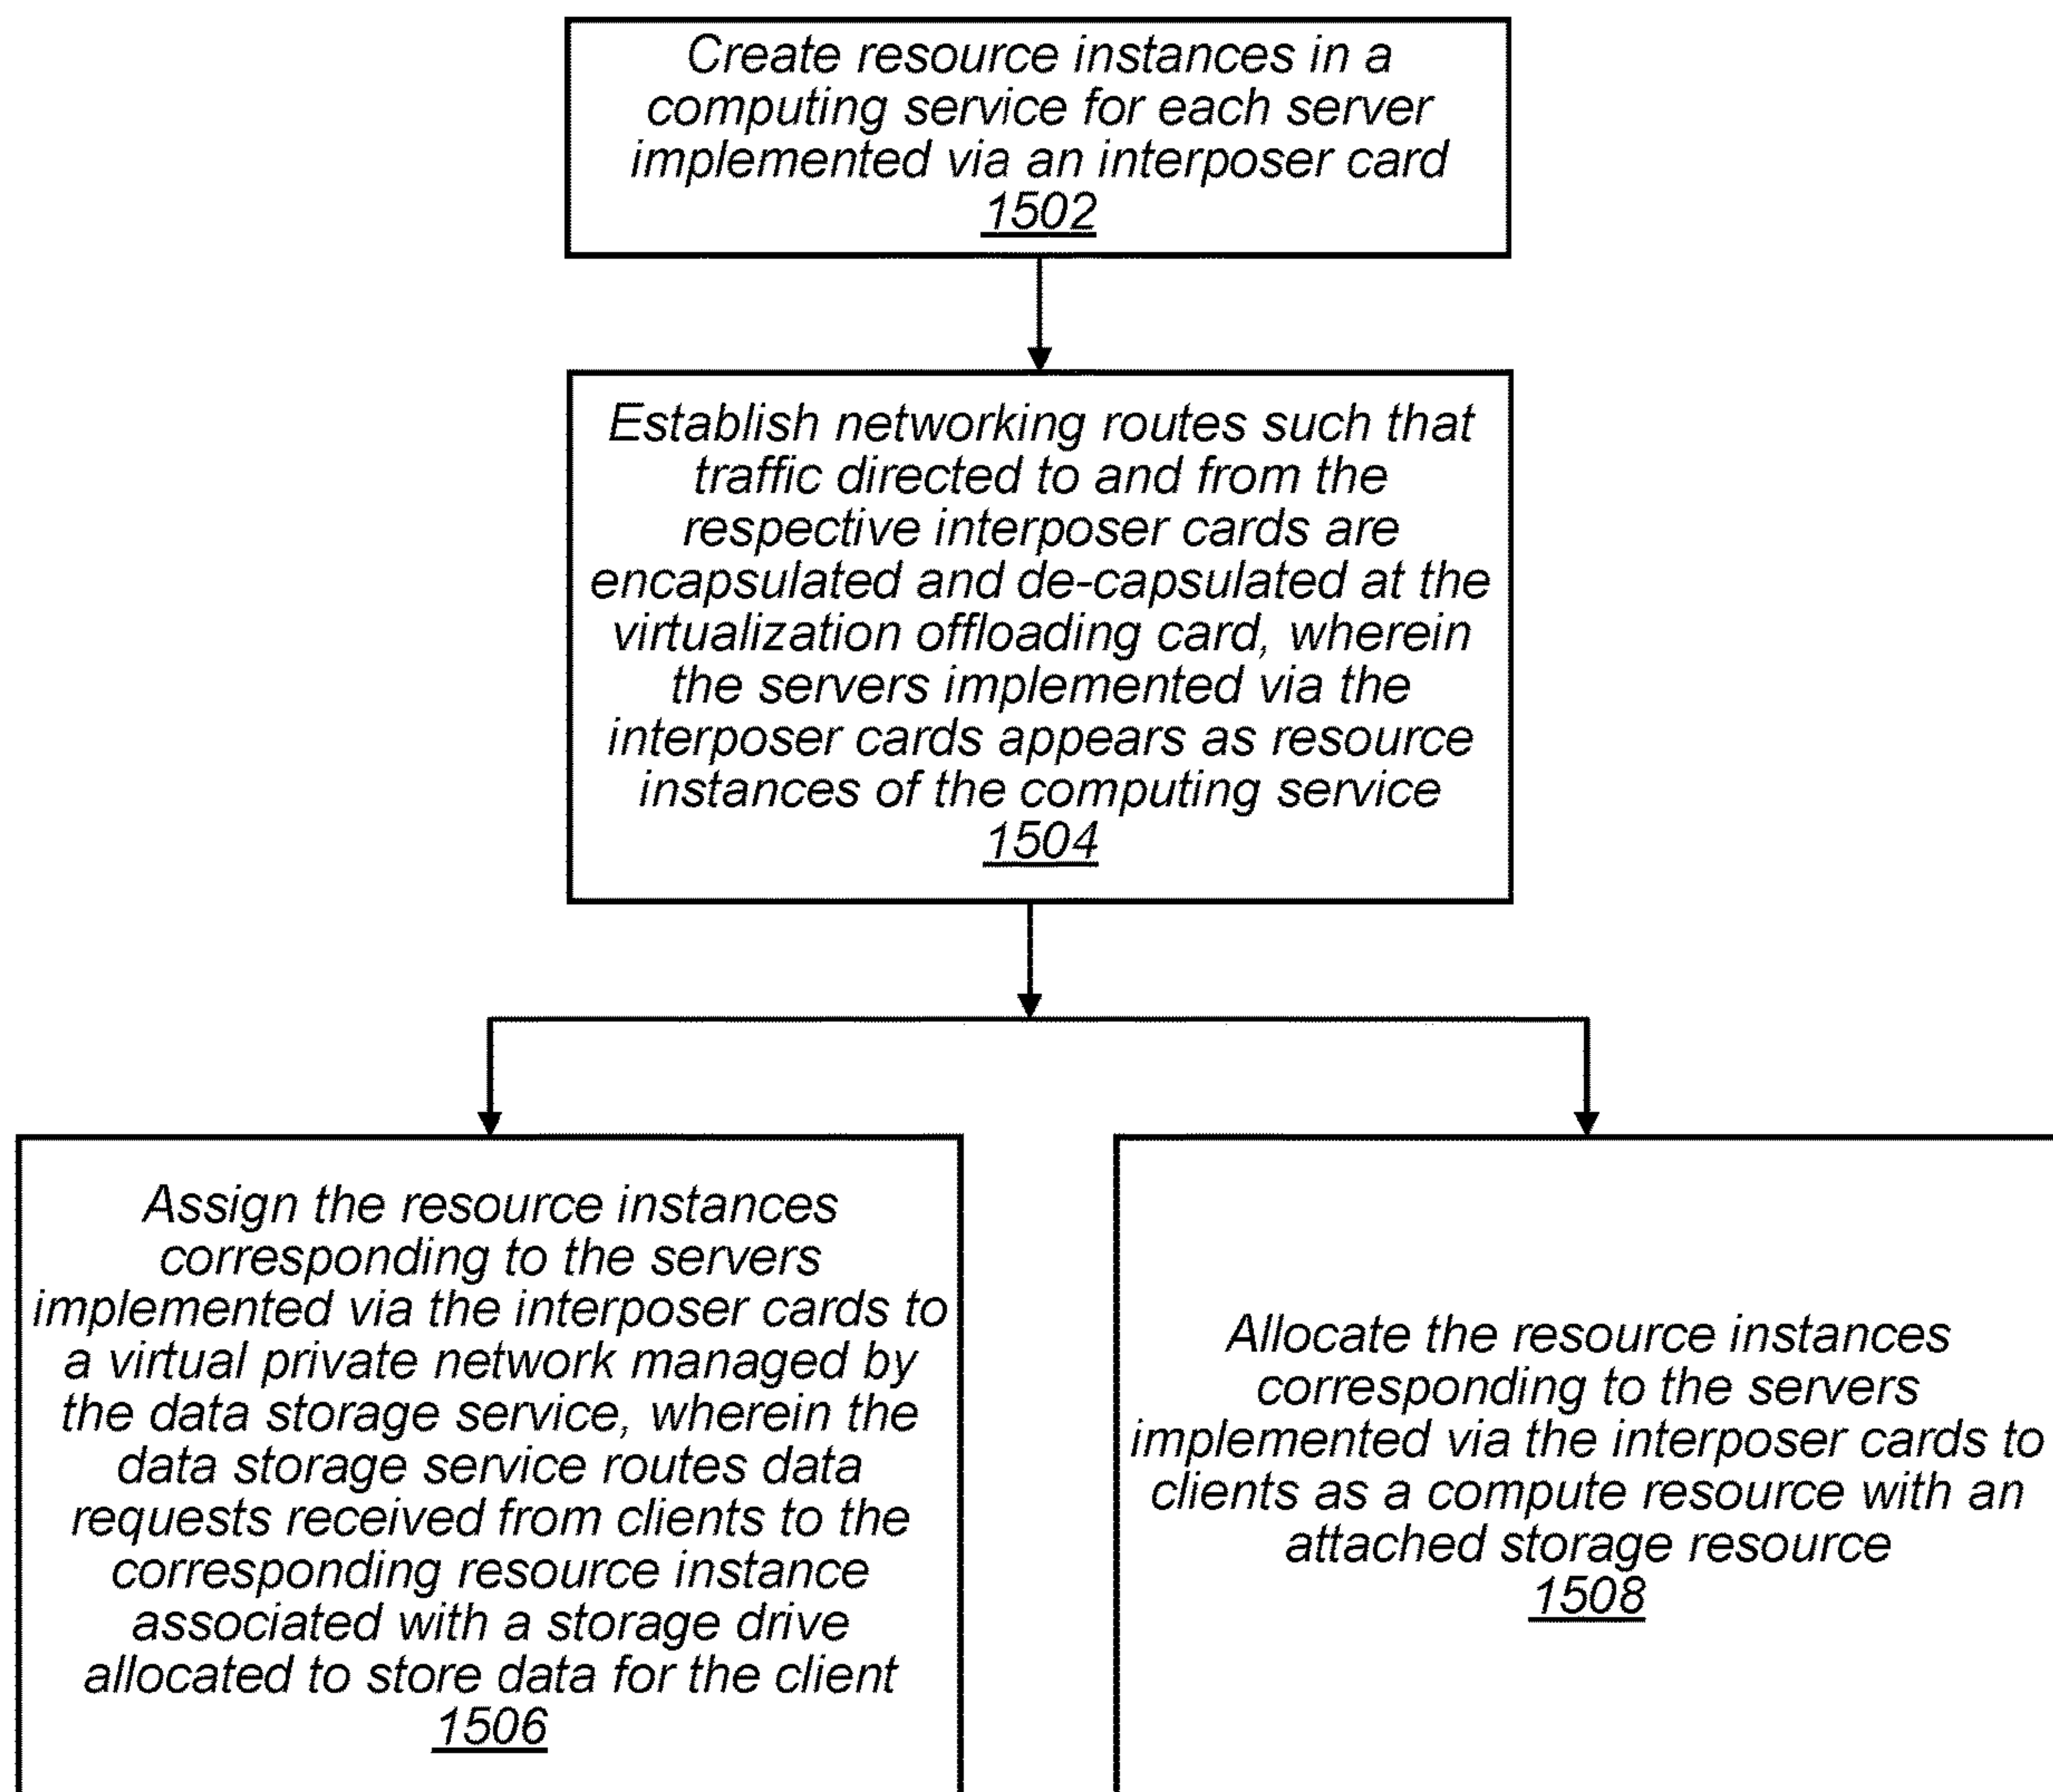 Create resource instances in a
computing service for each server
implemented via an interposer card
1502
Establish networking routes such that
traffic directed to and from the
respective interposer cards are
encapsulated and de-capsulated at the
virtualization offloading card, wherein
the servers implemented via the
interposer cards appears as resource
instances of the computing service
1504
Assign the resource instances
corresponding to the servers
implemented via the interposer cards to
a virtual private network managed by
the data storage service, wherein the
data storage service routes data
requests received from clients to the
corresponding resource instance
associated with a storage drive
allocated to store data for the client
1506
Allocate the resource instances
corresponding to the servers
implemented via the interposer cards to
clients as a compute resource with an
attached storage resource
1508